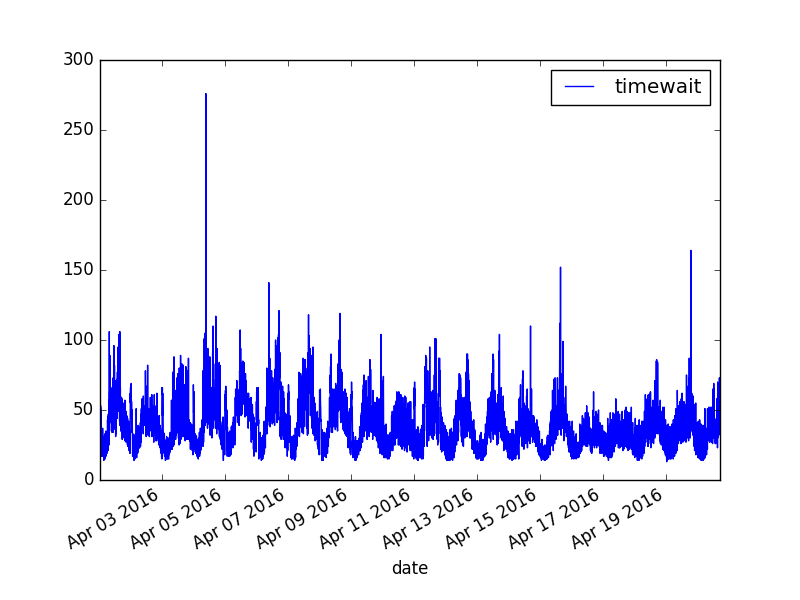 300
timewait
250
200
150
100
50
0
Apr 03 2016
Apr 05 2016
Apr 07 2016
Apr 09 2016
Apr 11 2016
Apr 13 2016
Apr 15 2016
Apr 17 2016
Apr 19 2016
date